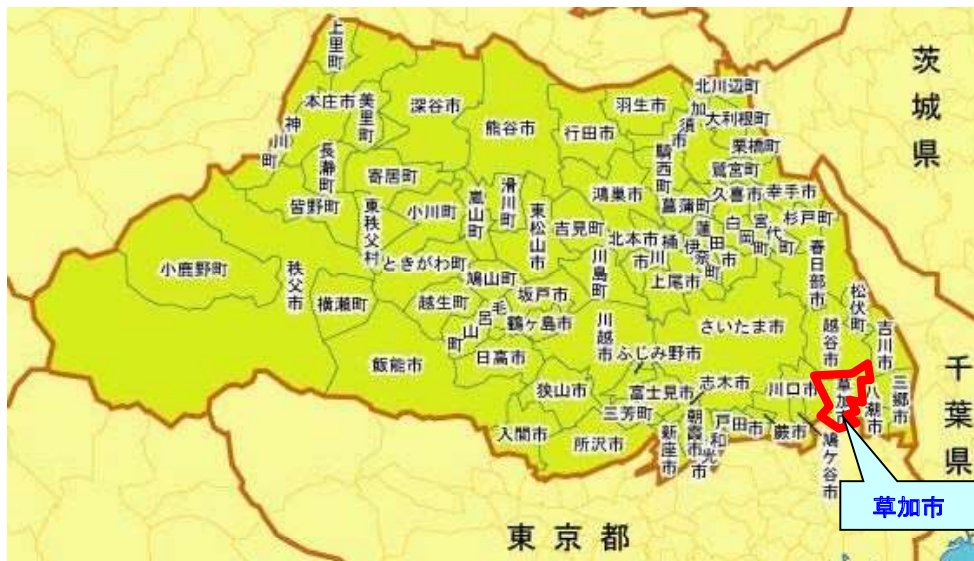 上里町
本庄市
美里町
神川町
深谷市
熊谷市
行田市
羽生市
加須市
北川辺町
大利根町
栗橋町
茨城県
長瀞町
寄居町
皆野町
東秩父村
小川町
嵐山町
滑川町
東松山市
吉見町
鴻巣市
騎西町
鷲宮町
菖蒲町
久喜市
幸手市
北本市
桶川市
伊奈町
蓮田市
白岡町
宮代町
杉戸町
春日部市
小鹿野町
秩父市
横瀬町
ときがわ町
鳩山町
越生町
毛呂山町
坂戸市
鶴ヶ島市
川島町
上尾市
川越市
さいたま市
松伏町
越谷市
吉川市
飯能市
日高市
ふじみ野市
狭山市
富士見市
志木市
川口市
草加市
八潮市
三郷市
千葉県
三芳町
入間市
所沢市
新座市
朝霞市
和光市
戸田市
蕨市
鳩ケ谷市
草加市
東京都